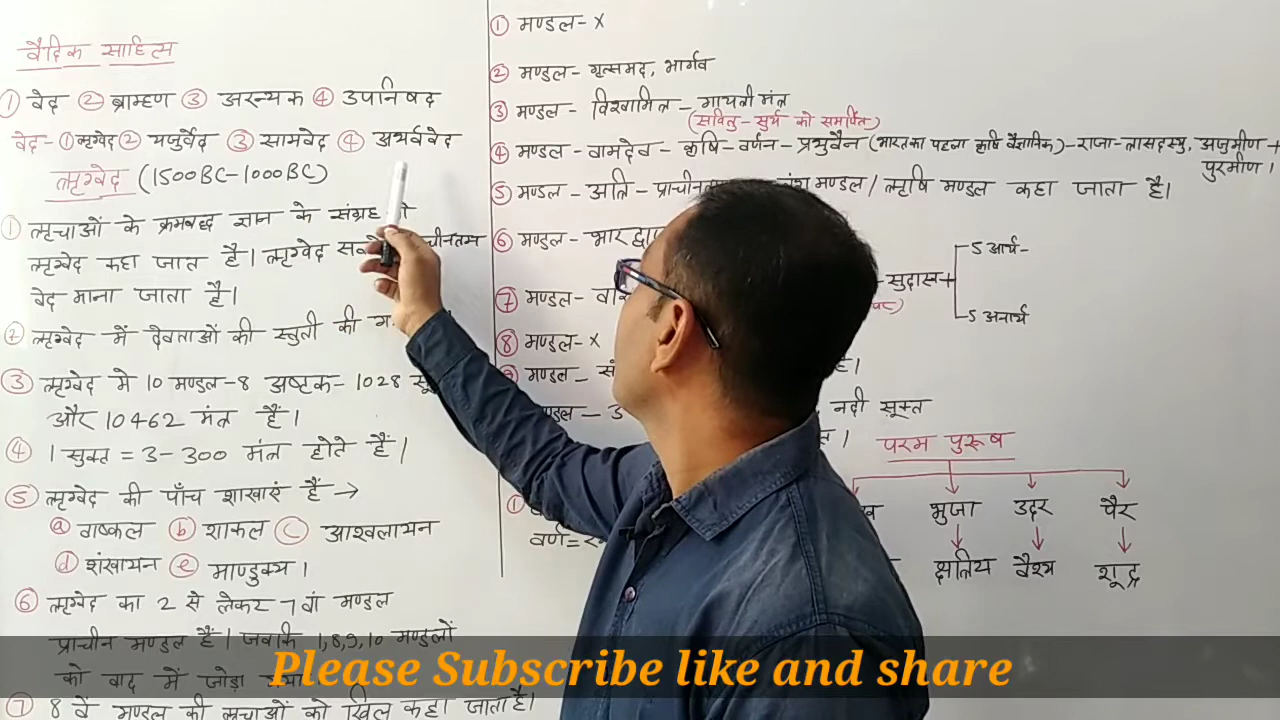 वैदिक साहित्य
① वेद ② ब्राम्हण ③ अरन्यक ④ उपनिषद
वेद- ① ऋग्वेद ② यजुर्वेद ③ सामवेद ④ अथर्ववेद
ऋग्वेद (1500BC-1000BC)
① ऋचाओं के क्रमबद्ध ज्ञान के संग्रह
ऋग्वेद कहा जात है। ऋग्वेद
वेद माना जाता है।
② ऋग्वेद में देवताओं की स्तुती की
③ ऋग्वेद मे 10 मण्डल-8 अष्टक-1028
और 10462 मंत्र हैं।
④ 1 सुक्त = 3-300 मंत्र होते हैं।
⑤ ऋग्वेद की पाँच शाखाएं हैं →
ⓐ वाष्कल ⓑ शाकल ⓒ आश्वलायन
ⓓ शंखायन ⓔ माण्डुक्य।
⑥ ऋग्वेद का 2 से लेकर 7 वां मण्डल
प्राचीन मण्डल हैं। जबकि 1,8,9,10 मण्डलों
को बाद में जोड़ा
⑦ 8 वें मण्डल की ऋचाओं को खिल कहा जाता है।
① मण्डल- x
② मण्डल- गृत्समद, भार्गव
③ मण्डल- विश्वामित्र- गायत्री मंत्र
(सवितृ-सुर्य को समर्पित)
④ मण्डल-वामदेव- कृषि-वर्णन- प्रभुवैन (भारत का पहला कृषि वैज्ञानिक)-राजा-त्रासदस्यु, अजुमीण +
पुरमीण।
⑤ मण्डल- अत्रि- मण्डल/ऋषि मण्डल कहा जाता है।
⑥ मण्डल-
⑦ मण्डल- सुदास्त +
5 आर्य-
5 अनार्य
⑧ मण्डल-x
मण्डल-
नदी सूक्त
परम पुरूष
भुजा उदर पैर
क्षत्रिय वैश्य शूद्र
Please Subscribe like and share